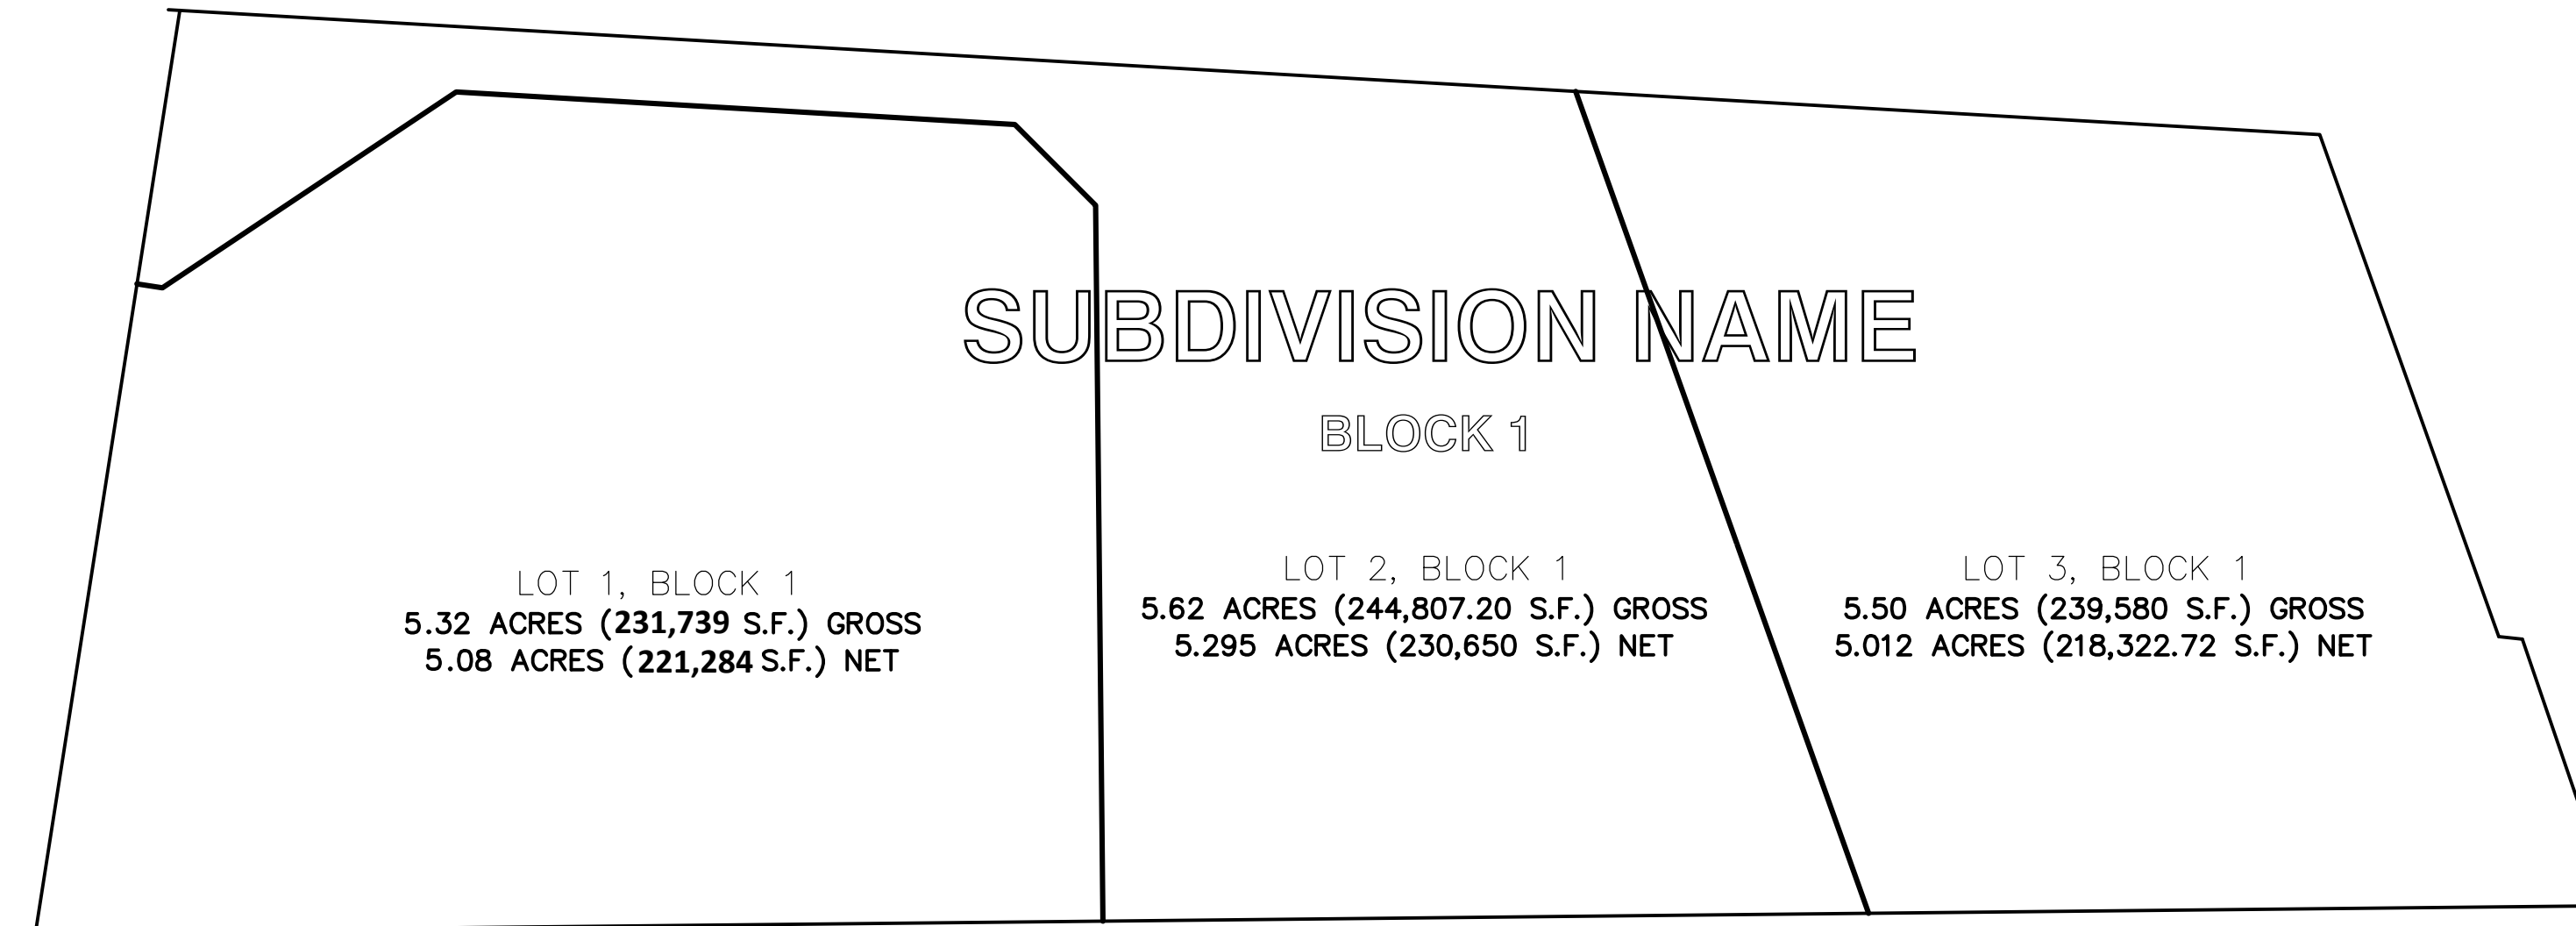 SUBDIVISION NAME
BLOCK 1
LOT 1, BLOCK 1
5.32 ACRES (231,739 S.F.) GROSS
5.08 ACRES (221,284 S.F.) NET
LOT 2, BLOCK 1
5.62 ACRES (244,807.20 S.F.) GROSS
5.295 ACRES (230,650 S.F.) NET
LOT 3, BLOCK 1
5.50 ACRES (239,580 S.F.) GROSS
5.012 ACRES (218,322.72 S.F.) NET